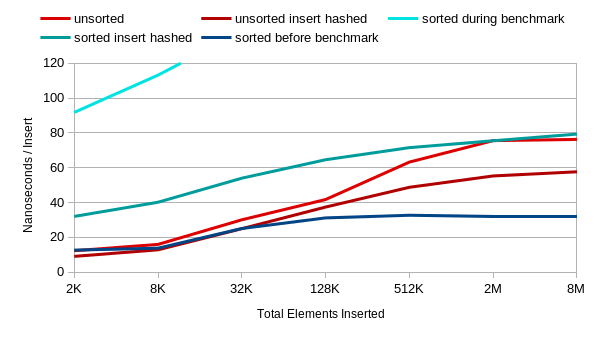 unsorted unsorted insert hashed sorted during benchmark
sorted insert hashed sorted before benchmark
120
100
80
60
40
20
0
Nanoseconds / Insert
2K 8K 32K 128K 512K 2M 8M
Total Elements Inserted